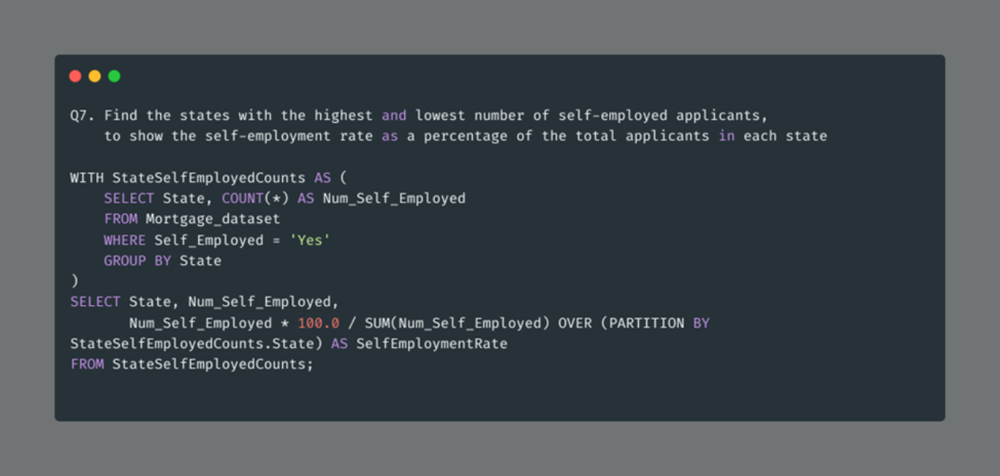 Q7. Find the states with the highest and lowest number of self-employed applicants,
    to show the self-employment rate as a percentage of the total applicants in each state

WITH StateSelfEmployedCounts AS (
    SELECT State, COUNT(*) AS Num_Self_Employed
    FROM Mortgage_dataset
    WHERE Self_Employed = 'Yes'
    GROUP BY State
)
SELECT State, Num_Self_Employed,
       Num_Self_Employed * 100.0 / SUM(Num_Self_Employed) OVER (PARTITION BY
StateSelfEmployedCounts.State) AS SelfEmploymentRate
FROM StateSelfEmployedCounts;